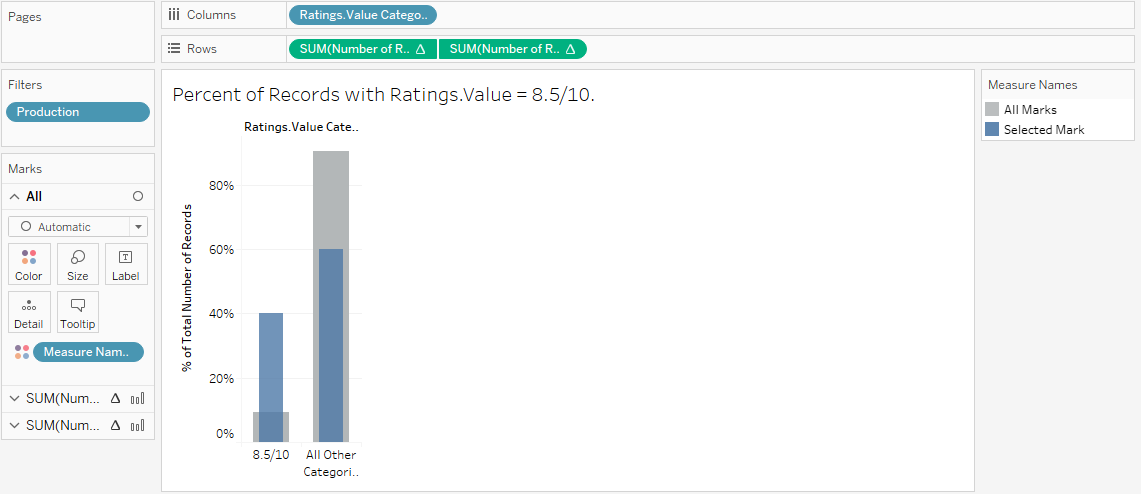 Pages
Columns
Ratings.Value Catego..
Rows
SUM(Number of R.. Δ
SUM(Number of R.. Δ
Filters
Production
Marks
All
Automatic
Color
Size
Label
Detail
Tooltip
Measure Nam..
SUM(Num... Δ
SUM(Num... Δ
Percent of Records with Ratings.Value = 8.5/10.
Ratings.Value Cate..
% of Total Number of Records
80%
60%
40%
20%
0%
8.5/10
All Other
Categori..
Measure Names
All Marks
Selected Mark